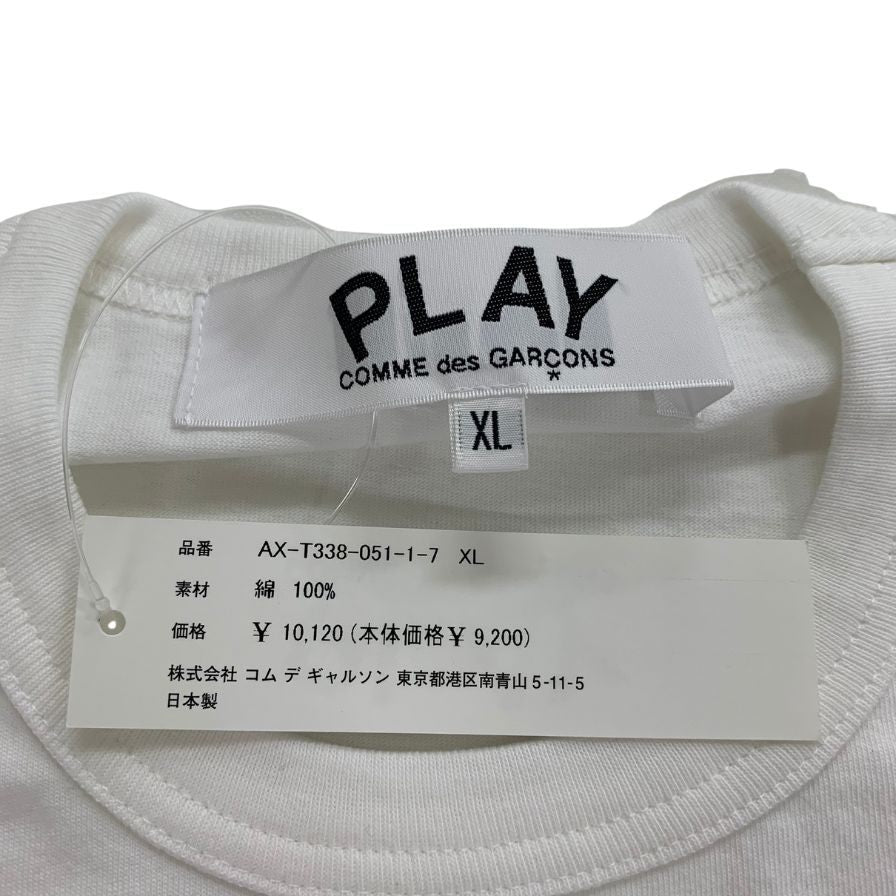 PLAY
COMME des GARÇONS
*
XL
品番 AX-T338-051-1-7 XL
素材 綿 100%
価格 ¥ 10,120 (本体価格¥ 9,200)
株式会社 コム デ ギャルソン 東京都港区南青山 5-11-5
日本製